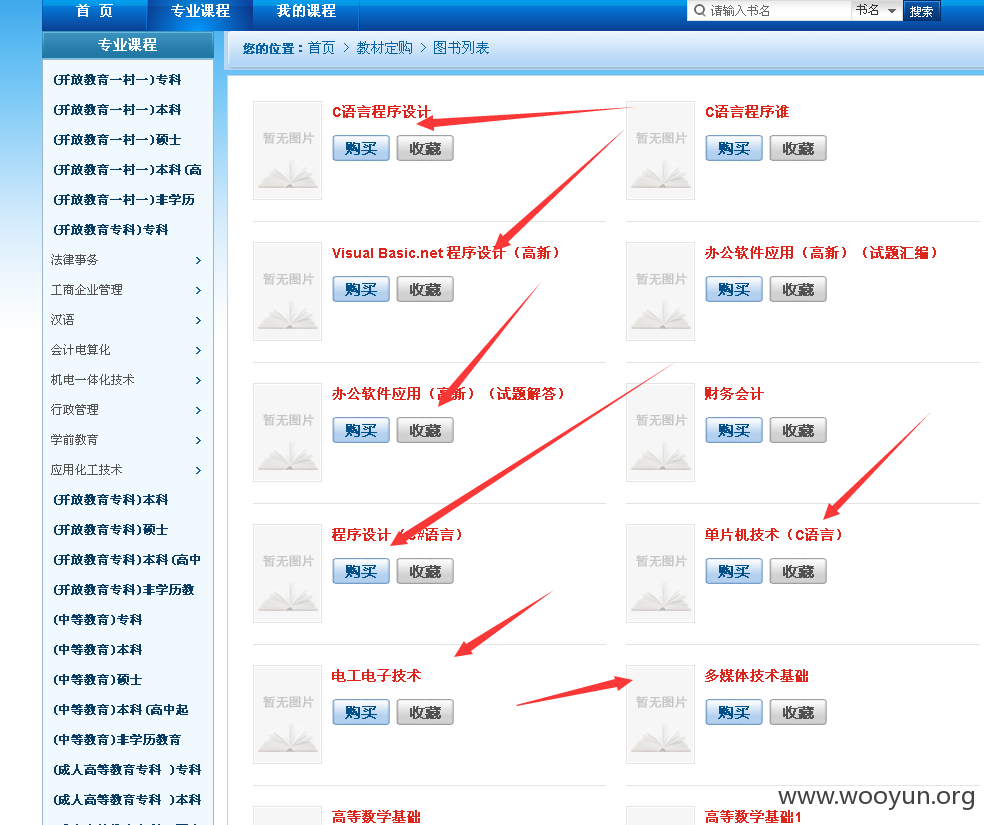 首 页 专业课程 我的课程 请输入书名 书名 搜索
专业课程
您的位置：首页 > 教材定购 > 图书列表
(开放教育一村一)专科
(开放教育一村一)本科
(开放教育一村一)硕士
(开放教育一村一)本科(高
(开放教育一村一)非学历
(开放教育专科)专科
法律事务
工商企业管理
汉语
会计电算化
机电一体化技术
行政管理
学前教育
应用化工技术
(开放教育专科)本科
(开放教育专科)硕士
(开放教育专科)本科(高中
(开放教育专科)非学历教
(中等教育)专科
(中等教育)本科
(中等教育)硕士
(中等教育)本科(高中起
(中等教育)非学历教育
(成人高等教育专科 )专科
(成人高等教育专科 )本科
暂无图片
C语言程序设计
购买 收藏
暂无图片
C语言程序谁
购买 收藏
暂无图片
Visual Basic.net 程序设计（高新）
购买 收藏
暂无图片
办公软件应用（高新）（试题汇编）
购买 收藏
暂无图片
办公软件应用（高新）（试题解答）
购买 收藏
暂无图片
财务会计
购买 收藏
暂无图片
程序设计（C#语言）
购买 收藏
暂无图片
单片机技术（C语言）
购买 收藏
暂无图片
电工电子技术
购买 收藏
暂无图片
多媒体技术基础
购买 收藏
高等数学基础
高等数学基础1
www.wooyun.org